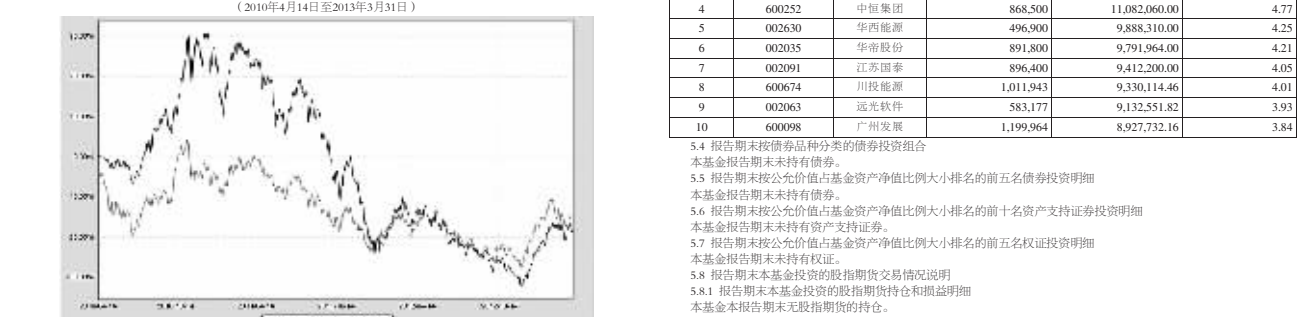 （2010年4月14日至2013年3月31日）
4 600252 中恒集团 868,500 11,082,060.00 4.77
5 002630 华西能源 496,900 9,888,310.00 4.25
6 002035 华帝股份 891,800 9,791,964.00 4.21
7 002091 江苏国泰 896,400 9,412,200.00 4.05
8 600674 川投能源 1,011,943 9,330,114.46 4.01
9 002063 远光软件 583,177 9,132,551.82 3.93
10 600098 广州发展 1,199,964 8,927,732.16 3.84
5.4 报告期末按债券品种分类的债券投资组合
本基金报告期末未持有债券。
5.5 报告期末按公允价值占基金资产净值比例大小排名的前五名债券投资明细
本基金报告期末未持有债券。
5.6 报告期末按公允价值占基金资产净值比例大小排名的前十名资产支持证券投资明细
本基金报告期末未持有资产支持证券。
5.7 报告期末按公允价值占基金资产净值比例大小排名的前五名权证投资明细
本基金报告期末未持有权证。
5.8 报告期末本基金投资的股指期货交易情况说明
5.8.1 报告期末本基金投资的股指期货持仓和损益明细
本基金本报告期末无股指期货的持仓。